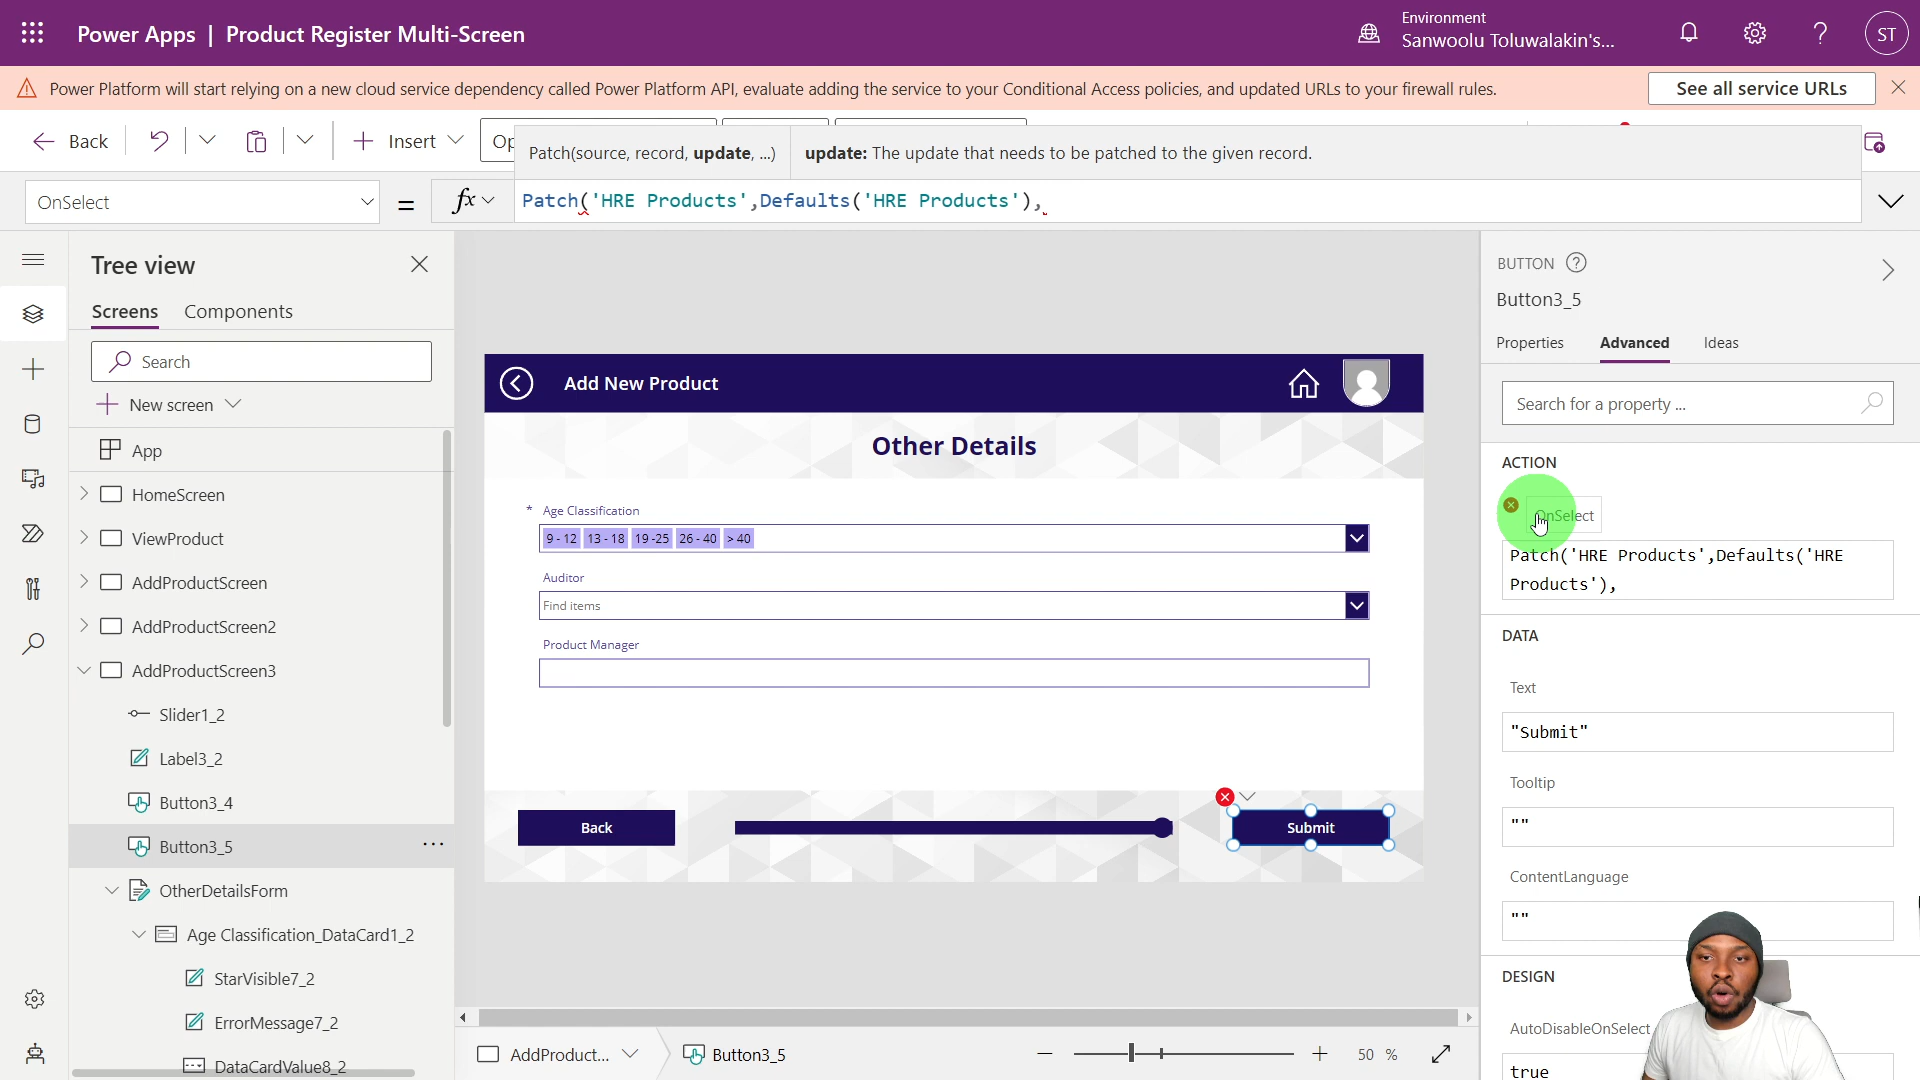 Power Apps | Product Register Multi-Screen
Environment
Sanwoolu Toluwalakin's...
ST
Power Platform will start relying on a new cloud service dependency called Power Platform API, evaluate adding the service to your Conditional Access policies, and updated URLs to your firewall rules.
See all service URLs
Back
Insert
Op
Patch(source, record, update, ...)
update: The update that needs to be patched to the given record.
OnSelect
=
fx
Patch('HRE Products',Defaults('HRE Products'),
Tree view
Screens
Components
Search
New screen
App
HomeScreen
ViewProduct
AddProductScreen
AddProductScreen2
AddProductScreen3
Slider1_2
Label3_2
Button3_4
Button3_5
...
OtherDetailsForm
Age Classification_DataCard1_2
StarVisible7_2
ErrorMessage7_2
DataCardValue8_2
Add New Product
Other Details
* Age Classification
9 - 12 13 - 18 19 -25 26 - 40 > 40
Auditor
Find items
Product Manager
Back
Submit
AddProduct...
Button3_5
50 %
BUTTON
Button3_5
Properties
Advanced
Ideas
Search for a property ...
ACTION
OnSelect
Patch('HRE Products',Defaults('HRE
Products'),
DATA
Text
"Submit"
Tooltip
""
ContentLanguage
""
DESIGN
AutoDisableOnSelect
true